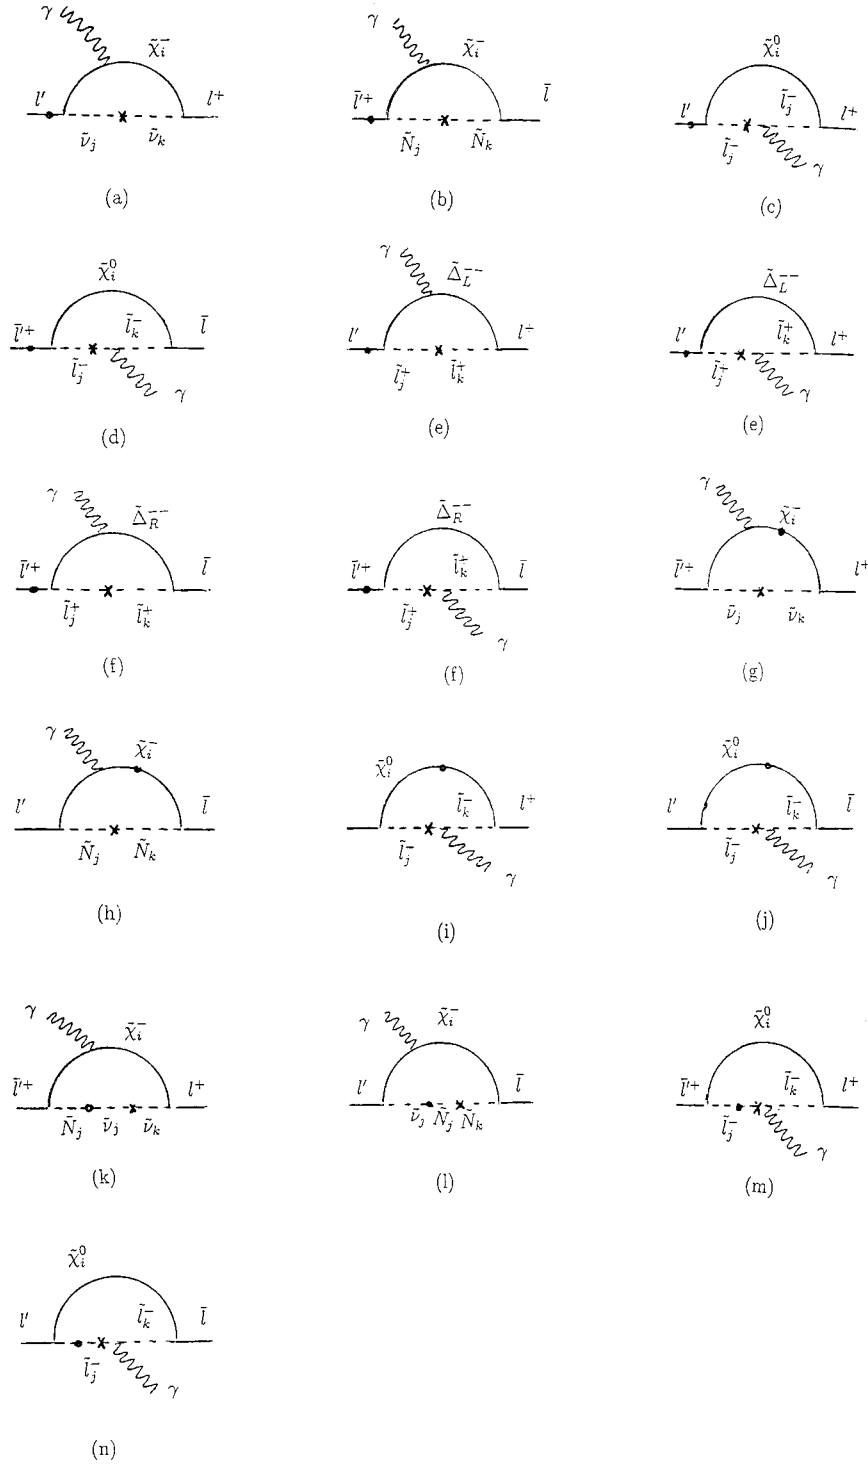 γ χ̃ᵢ⁻ l′ l⁺ ν̃ⱼ ν̃ₖ
(a)
γ χ̃ᵢ⁻ l̄′⁺ l̄ Ñⱼ Ñₖ
(b)
χ̃ᵢ⁰ l̃ⱼ⁻ l′ l⁺ l̃ⱼ⁻ γ
(c)
χ̃ᵢ⁰ l̄′⁺ l̃ₖ⁻ l̄ l̃ⱼ⁻ γ
(d)
γ Δ̃_L⁻⁻ l′ l⁺ l̃ⱼ⁺ l̃ₖ⁺
(e)
Δ̃_L⁻⁻ l′ l̃ₖ⁺ l⁺ l̃ⱼ⁺ γ
(e)
γ Δ̃_R⁻⁻ l̄′⁺ l̄ l̃ⱼ⁺ l̃ₖ⁺
(f)
Δ̃_R⁻⁻ l̄′⁺ l̃ₖ⁺ l̄ l̃ⱼ⁺ γ
(f)
γ χ̃ᵢ⁻ l̄′⁺ l⁺ ν̃ⱼ ν̃ₖ
(g)
γ χ̃ᵢ⁻ l′ l̄ Ñⱼ Ñₖ
(h)
χ̃ᵢ⁰ l̃ₖ⁻ l⁺ l̃ⱼ⁻ γ
(i)
χ̃ᵢ⁰ l′ l̃ₖ⁻ l̄ l̃ⱼ⁻ γ
(j)
γ χ̃ᵢ⁻ l̄′⁺ l⁺ Ñⱼ ν̃ⱼ ν̃ₖ
(k)
γ χ̃ᵢ⁻ l′ l̄ ν̃ⱼ Ñⱼ Ñₖ
(l)
χ̃ᵢ⁰ l̄′⁺ l̃ₖ⁻ l⁺ l̃ⱼ⁻ γ
(m)
χ̃ᵢ⁰ l′ l̃ₖ⁻ l̄ l̃ⱼ⁻ γ
(n)